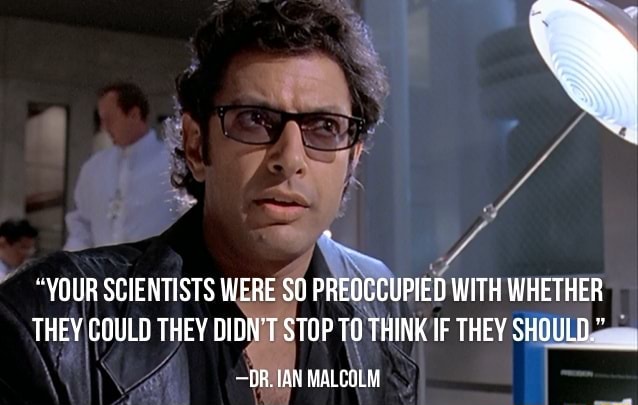 “YOUR SCIENTISTS WERE SO PREOCCUPIED WITH WHETHER
THEY COULD THEY DIDN’T STOP TO THINK IF THEY SHOULD.”
–DR. IAN MALCOLM